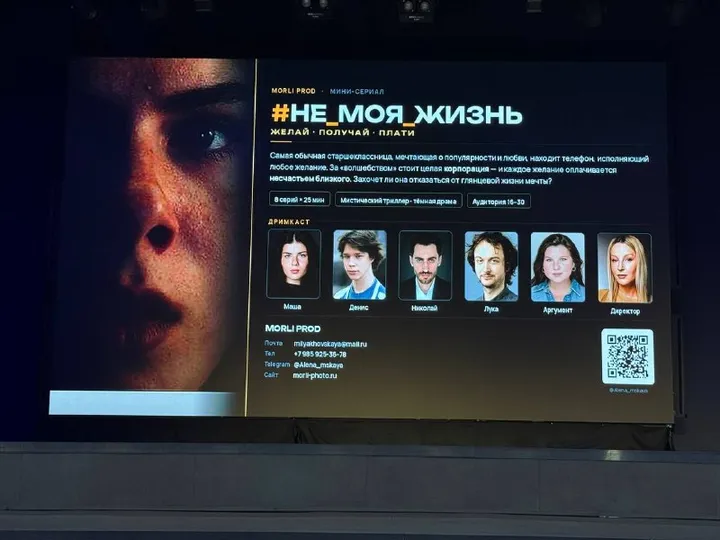 MORLI PROD · МИНИ-СЕРИАЛ
#НЕ_МОЯ_ЖИЗНЬ
ЖЕЛАЙ · ПОЛУЧАЙ · ПЛАТИ
Самая обычная старшеклассница, мечтающая о популярности и любви, находит телефон, исполняющий
любое желание. За «волшебством» стоит целая корпорация — и каждое желание оплачивается
несчастьем близкого. Захочет ли она отказаться от глянцевой жизни мечты?
8 серий × 25 мин
Мистический триллер · тёмная драма
Аудитория 16–30
ДРИМКАСТ
Маша
Денис
Николай
Лука
Аргумент
Директор
MORLI PROD
Почта milyakhovskaya@mail.ru
Тел +7 985 925-35-78
Telegram @Alena_mskaya
Сайт morli-photo.ru
@Alena_mskaya